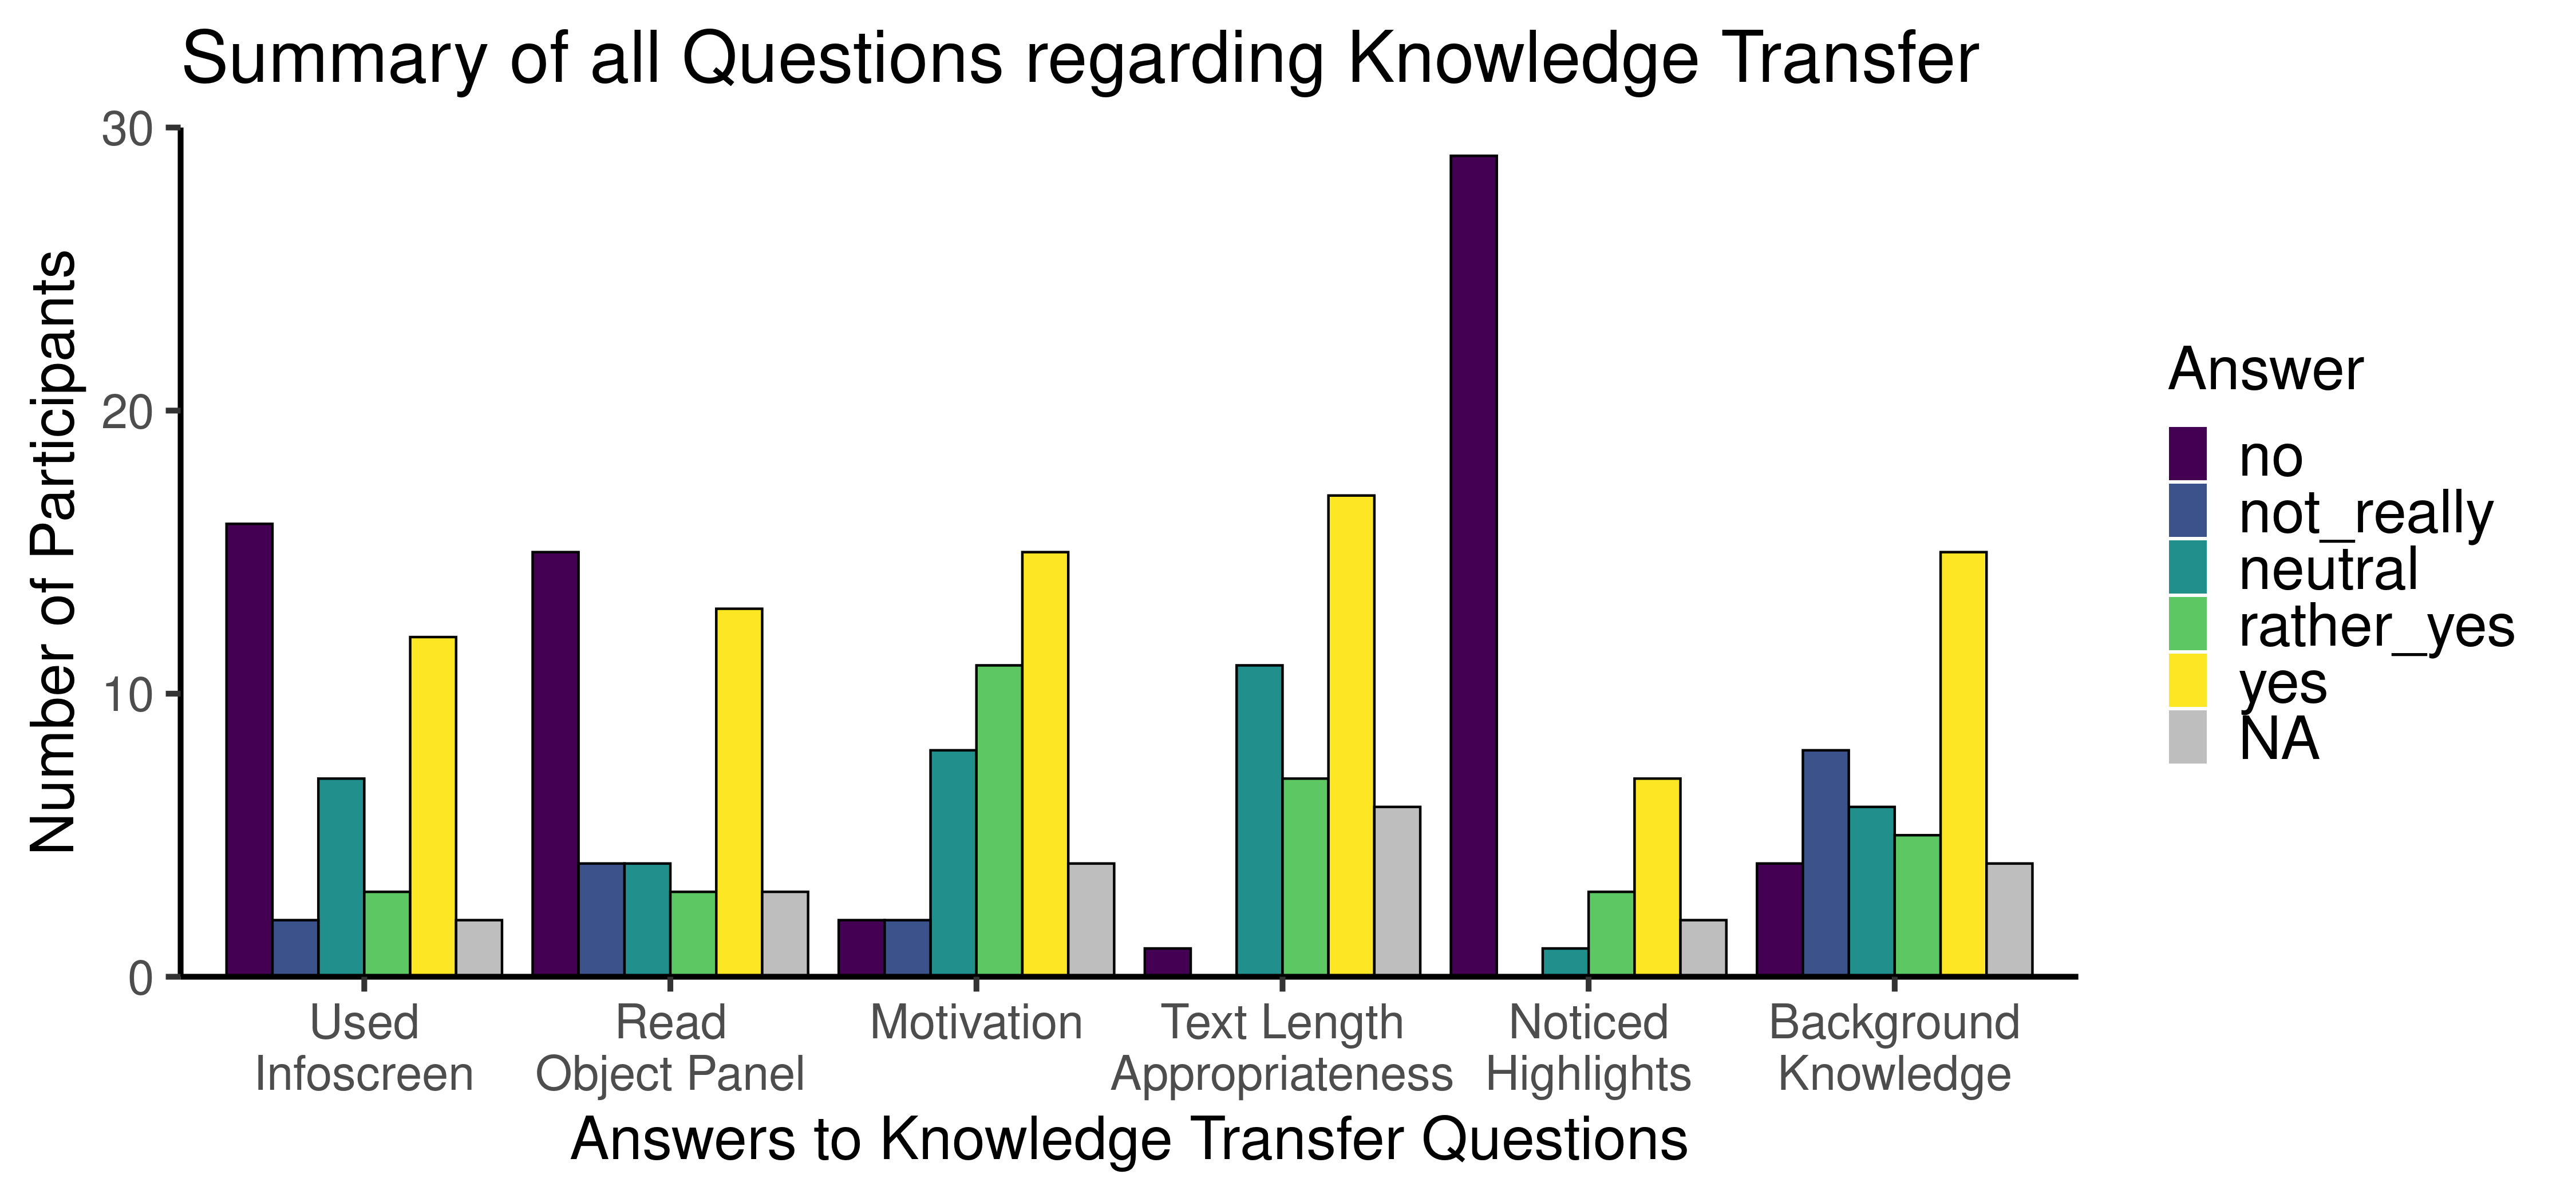 Summary of all Questions regarding Knowledge Transfer
Number of Participants
30
20
10
0
Used
Infoscreen
Read
Object Panel
Motivation
Text Length
Appropriateness
Noticed
Highlights
Background
Knowledge
Answers to Knowledge Transfer Questions
Answer
no
not_really
neutral
rather_yes
yes
NA